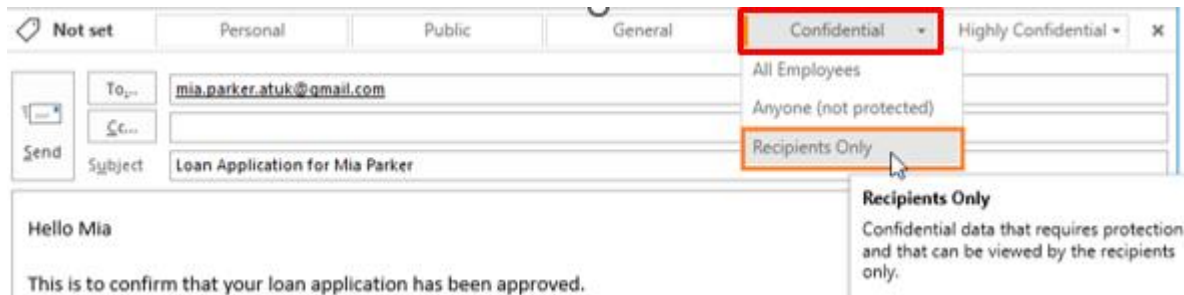 Not set Personal Public General Confidential Highly Confidential ×
All Employees
To... mia.parker.atuk@gmail.com
Anyone (not protected)
Cc...
Send
Recipients Only
Subject Loan Application for Mia Parker
Recipients Only
Hello Mia
Confidential data that requires protection
and that can be viewed by the recipients
only.
This is to confirm that your loan application has been approved.